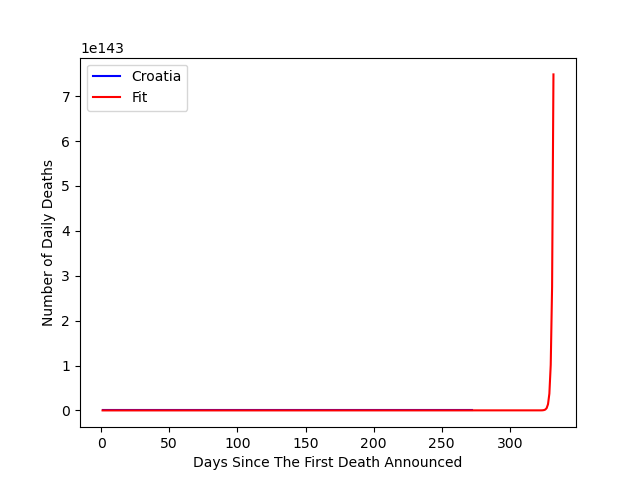 1e143
Croatia
Fit
7
6
5
4
3
2
1
0
Number of Daily Deaths
0 50 100 150 200 250 300
Days Since The First Death Announced